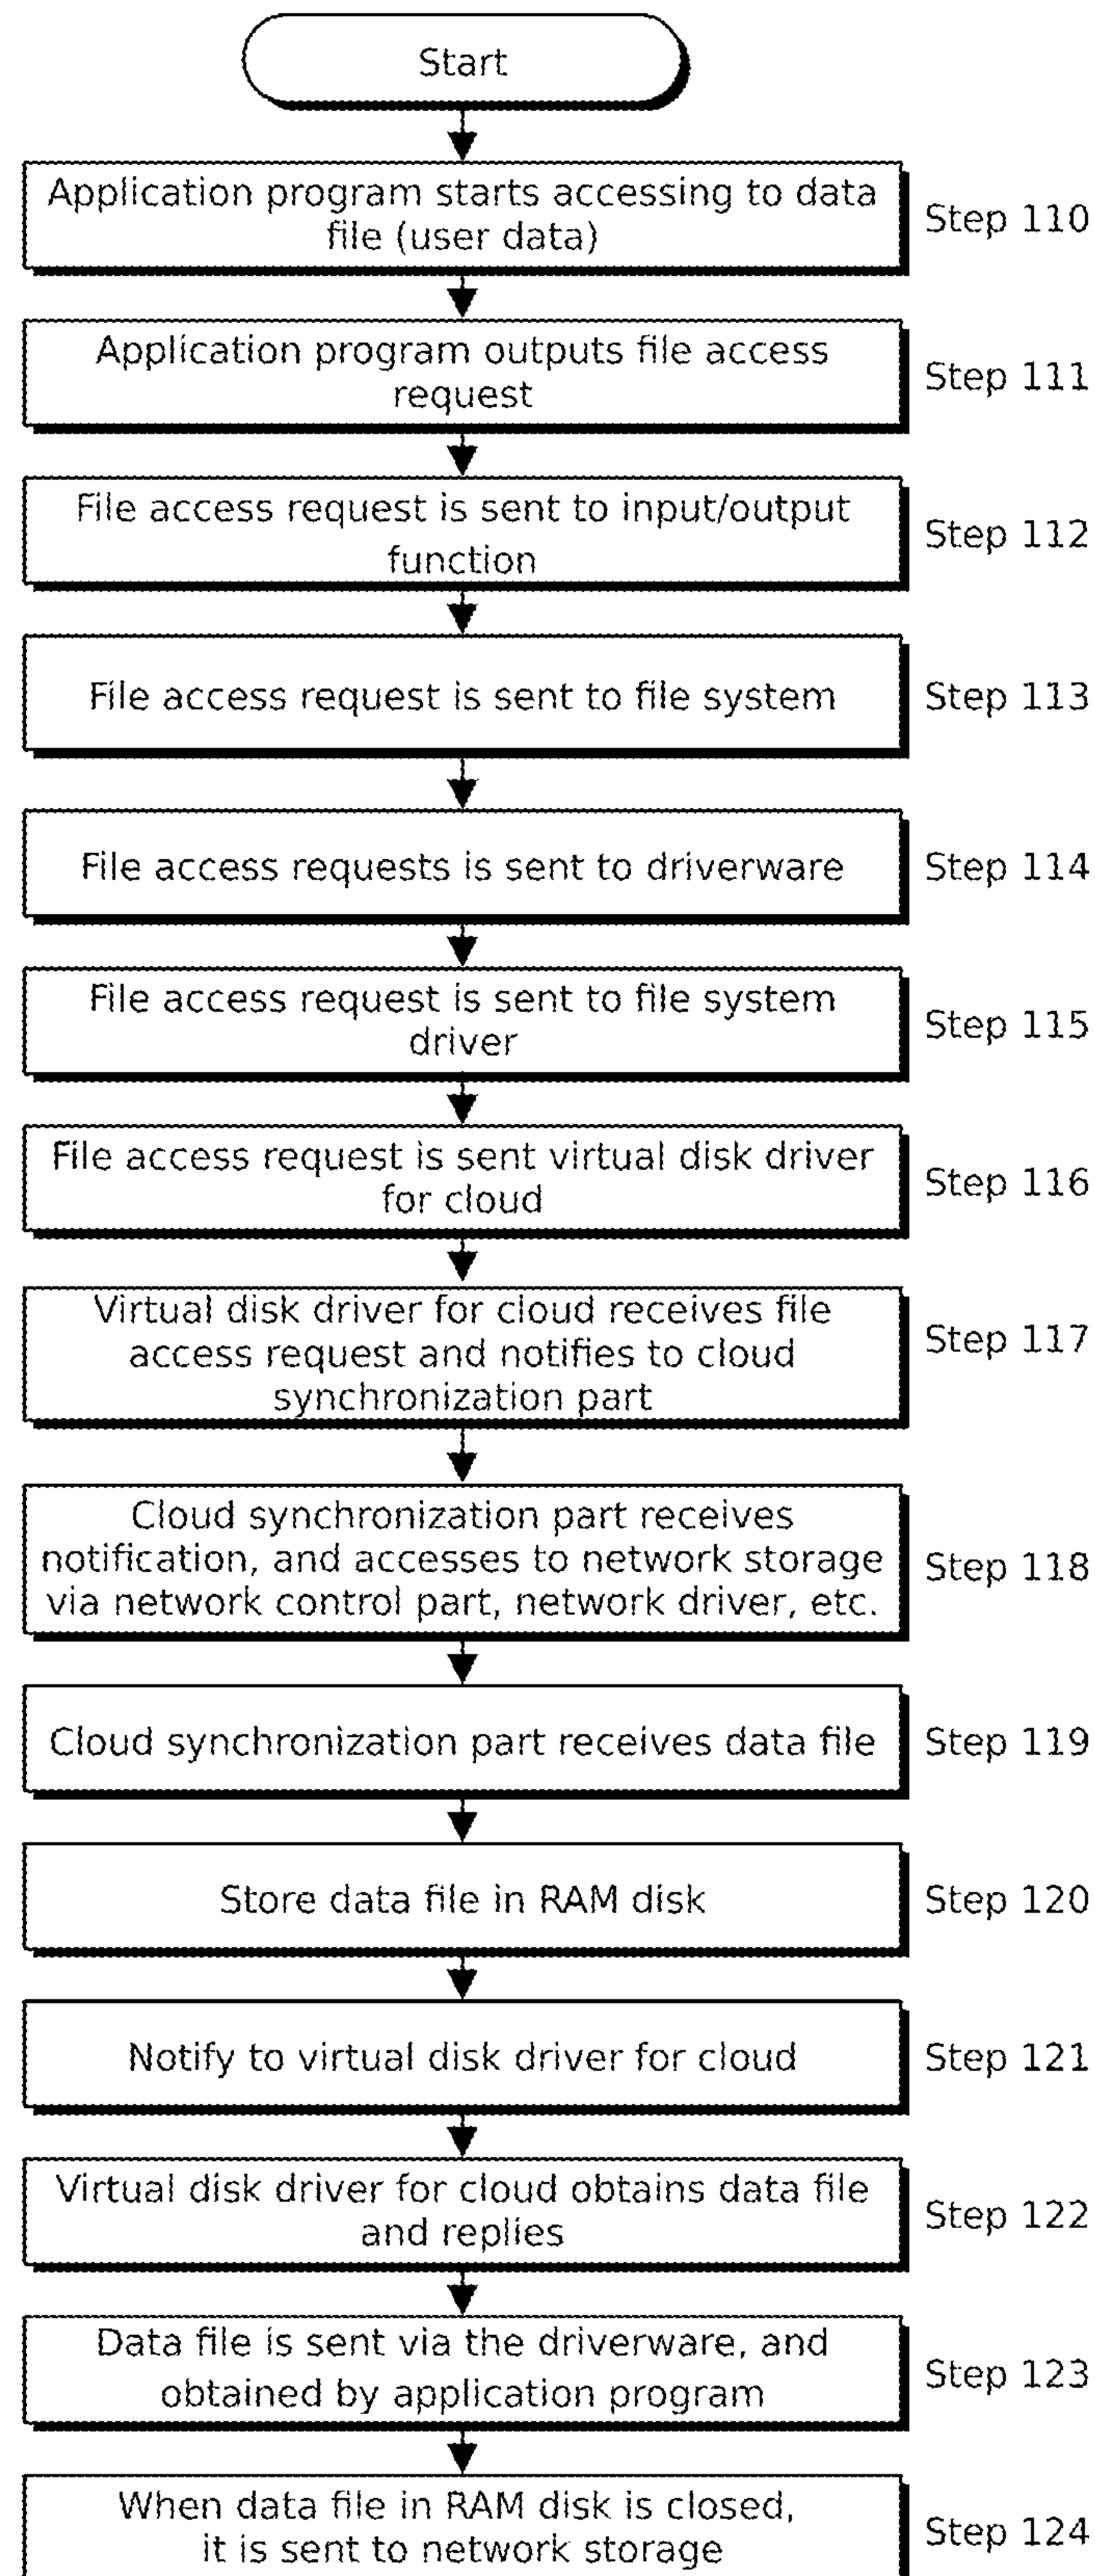 Start
Application program starts accessing to data
file (user data)
Step 110
Application program outputs file access
request
Step 111
File access request is sent to input/output
function
Step 112
File access request is sent to file system
Step 113
File access requests is sent to driverware
Step 114
File access request is sent to file system
driver
Step 115
File access request is sent virtual disk driver
for cloud
Step 116
Virtual disk driver for cloud receives file
access request and notifies to cloud
synchronization part
Step 117
Cloud synchronization part receives
notification, and accesses to network storage
via network control part, network driver, etc.
Step 118
Cloud synchronization part receives data file
Step 119
Store data file in RAM disk
Step 120
Notify to virtual disk driver for cloud
Step 121
Virtual disk driver for cloud obtains data file
and replies
Step 122
Data file is sent via the driverware, and
obtained by application program
Step 123
When data file in RAM disk is closed,
it is sent to network storage
Step 124